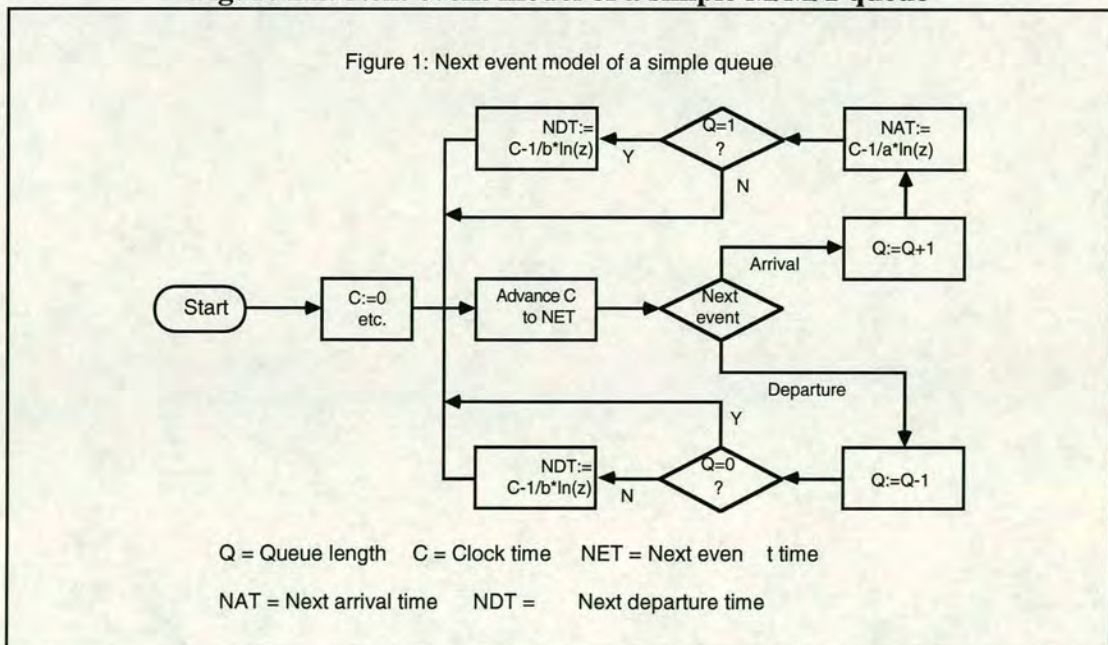 Figure 1: Next event model of a simple queue
NDT:=
C-1/b*ln(z)
Y
Q=1
?
N
NAT:=
C-1/a*ln(z)
Q:=Q+1
Arrival
Start
C:=0
etc.
Advance C
to NET
Next
event
Departure
Y
NDT:=
C-1/b*ln(z)
N
Q=0
?
Q:=Q-1
Q = Queue length C = Clock time NET = Next even t time
NAT = Next arrival time NDT = Next departure time